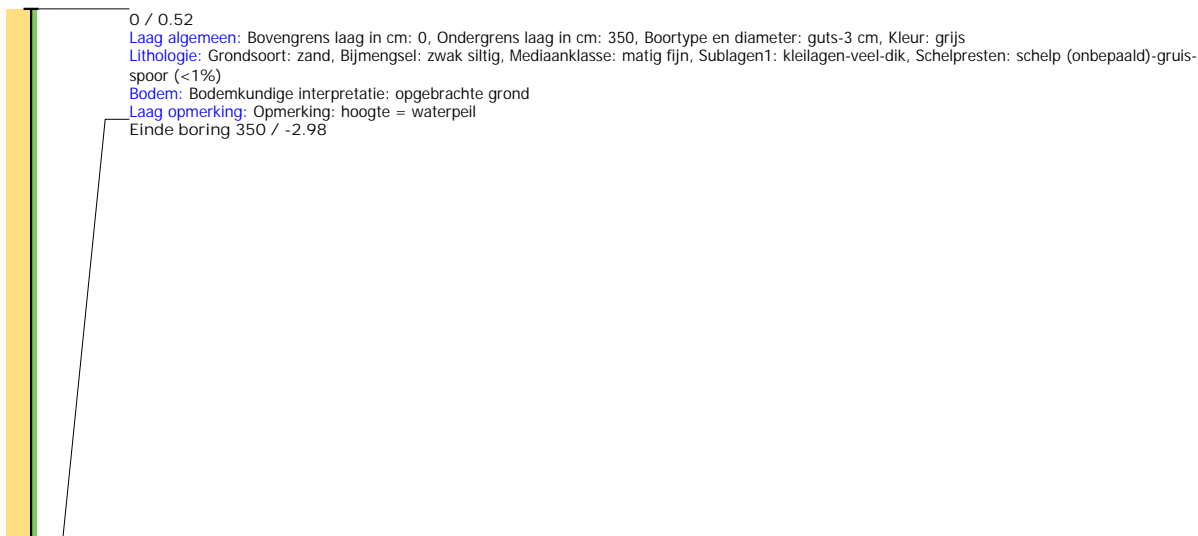 0 / 0.52
Laag algemeen: Bovengrens laag in cm: 0, Ondergrens laag in cm: 350, Boortype en diameter: guts-3 cm, Kleur: grijs
Lithologie: Grondsoort: zand, Bijmengsel: zwak siltig, Mediaanklasse: matig fijn, Sublagen1: kleilagen-veel-dik, Schelpresten: schelp (onbepaald)-gruis-
spoor (<1%)
Bodem: Bodemkundige interpretatie: opgebrachte grond
Laag opmerking: Opmerking: hoogte = waterpeil
Einde boring 350 / -2.98